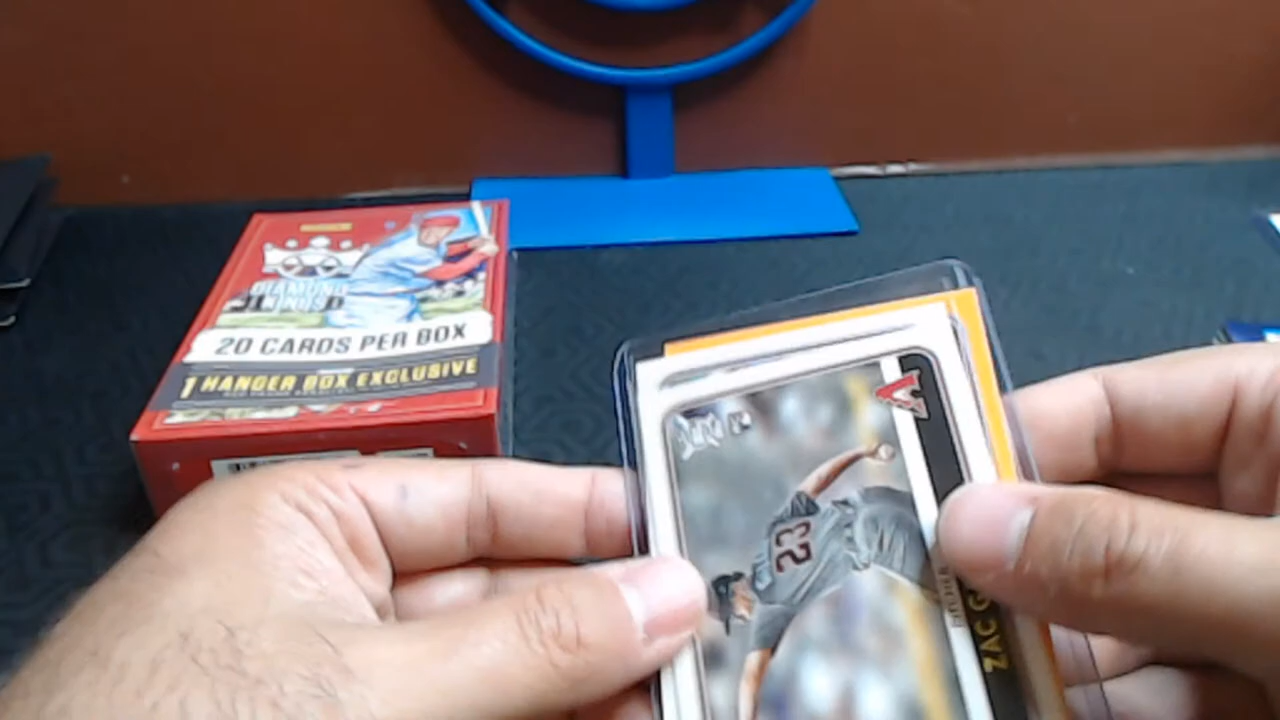 DIAMOND
KINGS
20 CARDS PER BOX
1 HANGER BOX EXCLUSIVE
A
23
ZAC G